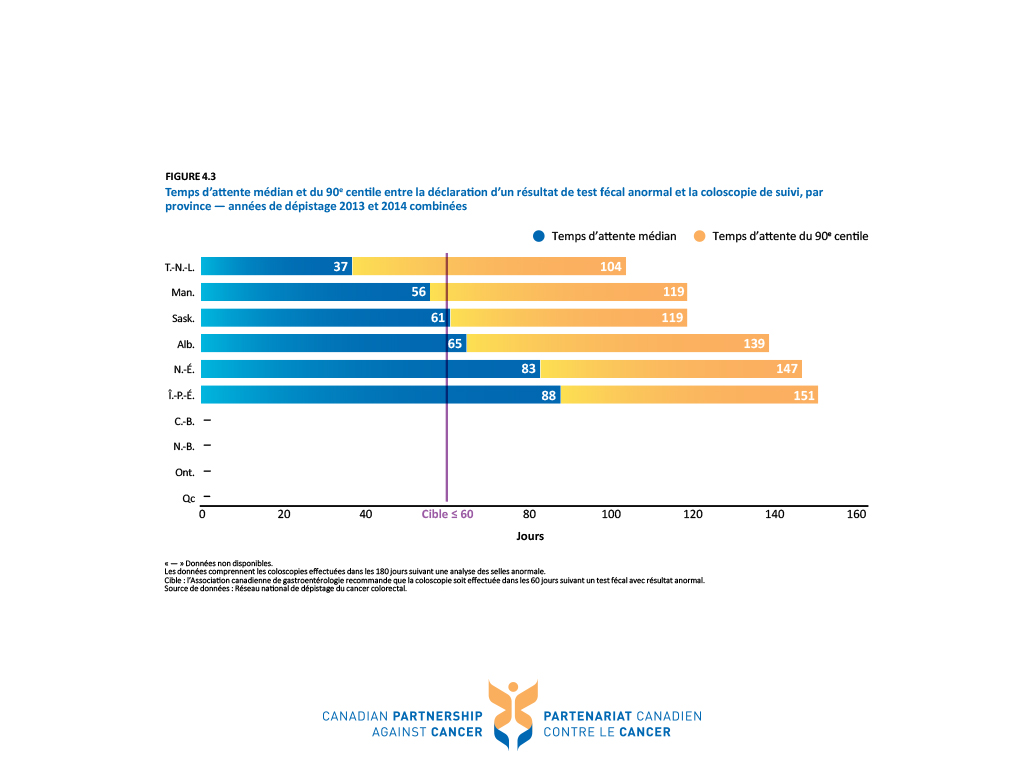 FIGURE 4.3
Temps d'attente médian et du 90e centile entre la déclaration d'un résultat de test fécal anormal et la coloscopie de suivi, par
province — années de dépistage 2013 et 2014 combinées
Temps d'attente médian Temps d'attente du 90e centile
T.-N.-L. 37 104
Man. 56 119
Sask. 61 119
Alb. 65 139
N.-É. 83 147
Î.-P.-É. 88 151
C.-B. –
N.-B. –
Ont. –
Qc –
0 20 40 Cible ≤ 60 80 100 120 140 160
Jours
« — » Données non disponibles.
Les données comprennent les coloscopies effectuées dans les 180 jours suivant une analyse des selles anormale.
Cible : l'Association canadienne de gastroentérologie recommande que la coloscopie soit effectuée dans les 60 jours suivant un test fécal avec résultat anormal.
Source de données : Réseau national de dépistage du cancer colorectal.
CANADIAN PARTNERSHIP
AGAINST CANCER
PARTENARIAT CANADIEN
CONTRE LE CANCER